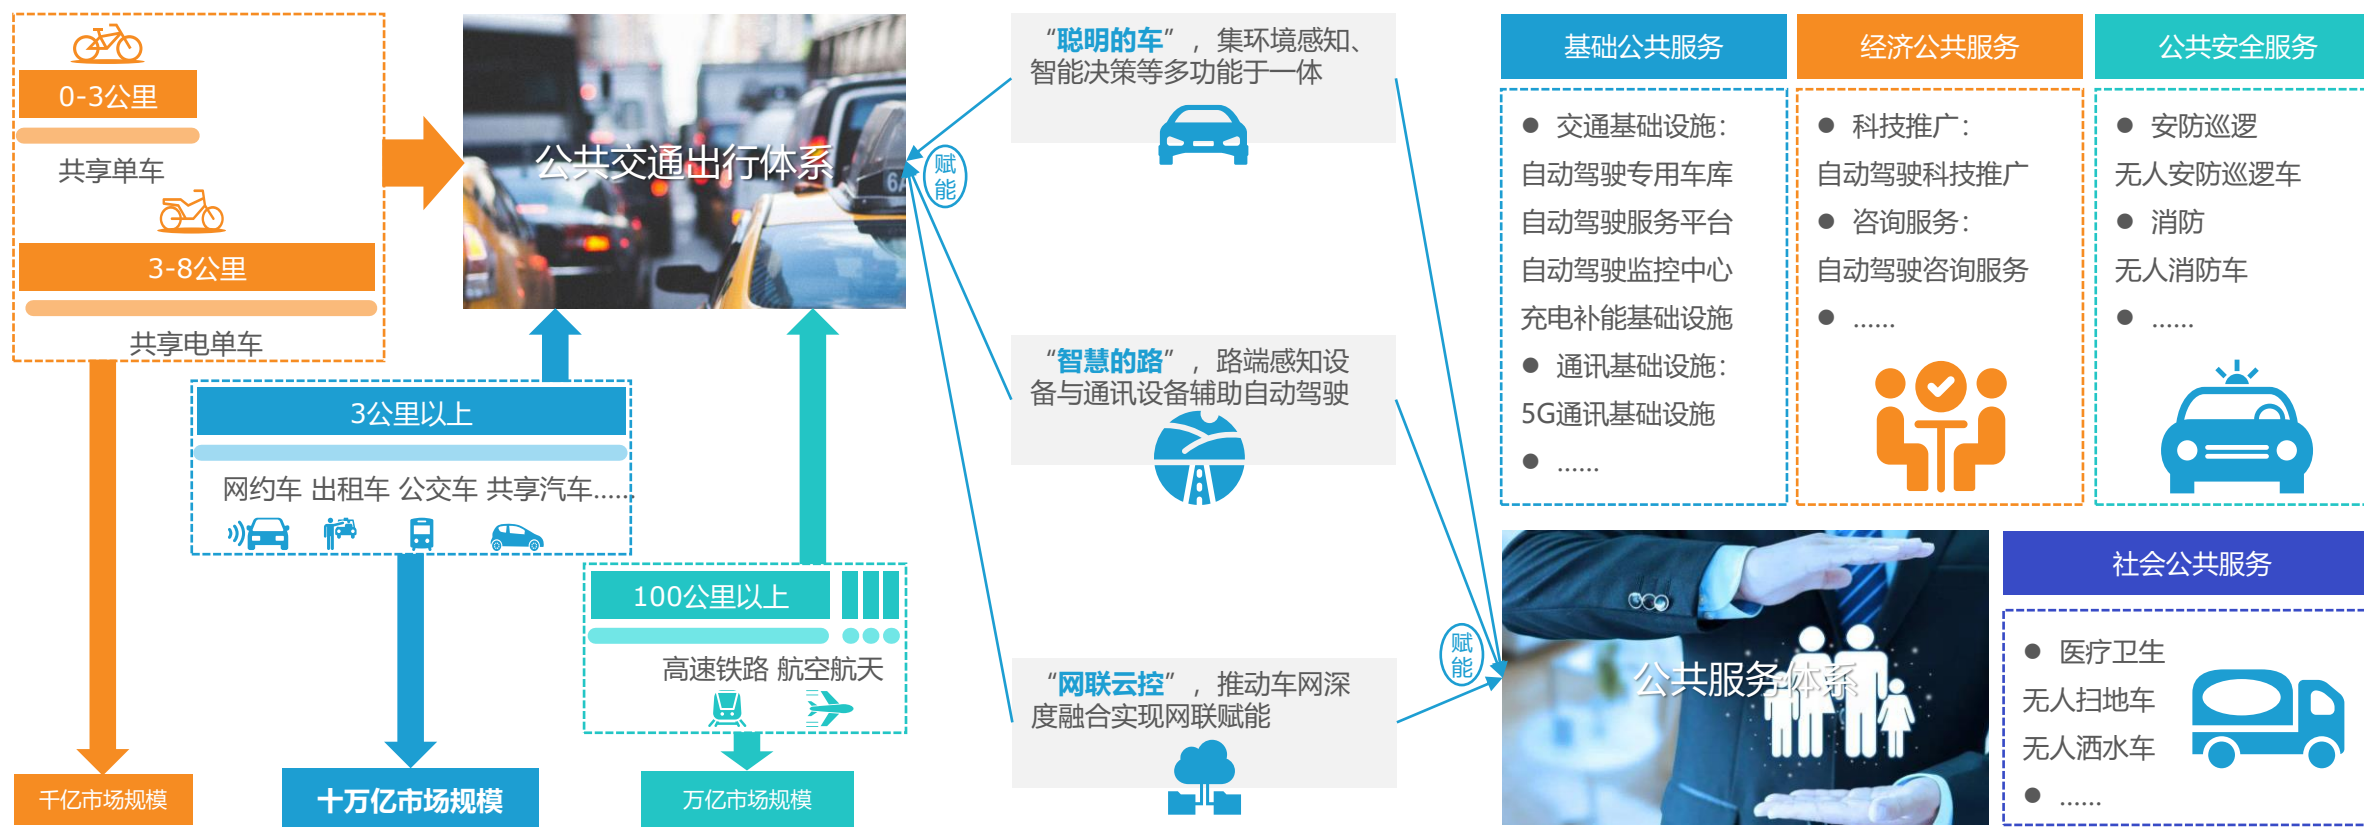 0-3公里
共享单车
3-8公里
共享电单车
公共交通出行体系
3公里以上
网约车 出租车 公交车 共享汽车......
100公里以上
高速铁路 航空航天
千亿市场规模
十万亿市场规模
万亿市场规模
“聪明的车”，集环境感知、
智能决策等多功能于一体
赋
能
“智慧的路”，路端感知设
备与通讯设备辅助自动驾驶
“网联云控”，推动车网深
度融合实现网联赋能
赋
能
基础公共服务
● 交通基础设施：
自动驾驶专用车库
自动驾驶服务平台
自动驾驶监控中心
充电补能基础设施
● 通讯基础设施：
5G通讯基础设施
● ......
经济公共服务
● 科技推广：
自动驾驶科技推广
● 咨询服务：
自动驾驶咨询服务
● ......
公共安全服务
● 安防巡逻
无人安防巡逻车
● 消防
无人消防车
● ......
公共服务体系
社会公共服务
● 医疗卫生
无人扫地车
无人洒水车
● ......